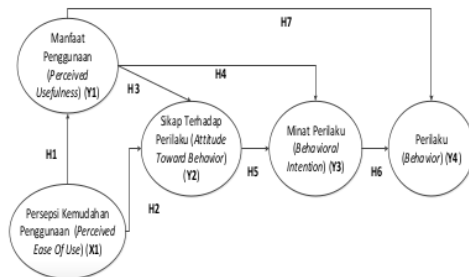 H7
Manfaat
Penggunaan
(Perceived
Usefulness) (Y1)
H4
H3
Sikap Terhadap
Perilaku (Attitude
Toward Behavior)
(Y2)
Minat Perilaku
(Behavioral
Intention) (Y3)
Perilaku
(Behavior) (Y4)
H1
H5
H6
H2
Persepsi Kemudahan
Penggunaan (Perceived
Ease Of Use) (X1)